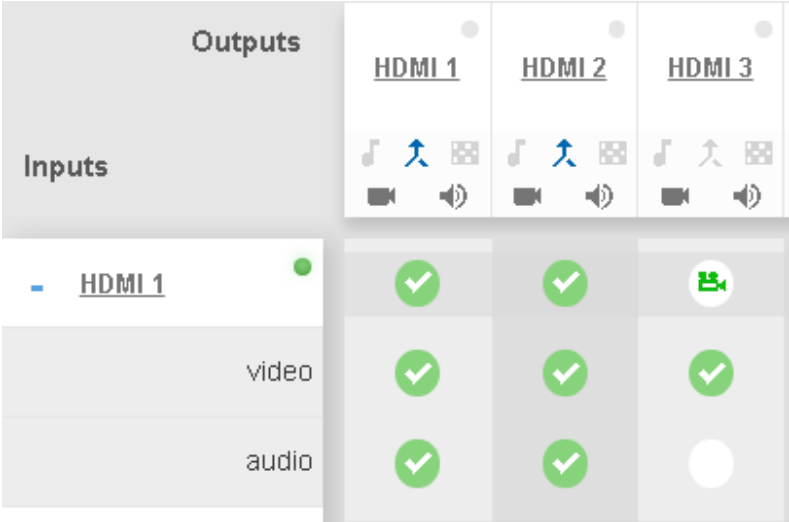 Outputs
HDMI 1 HDMI 2 HDMI 3
Inputs
HDMI 1
video
audio